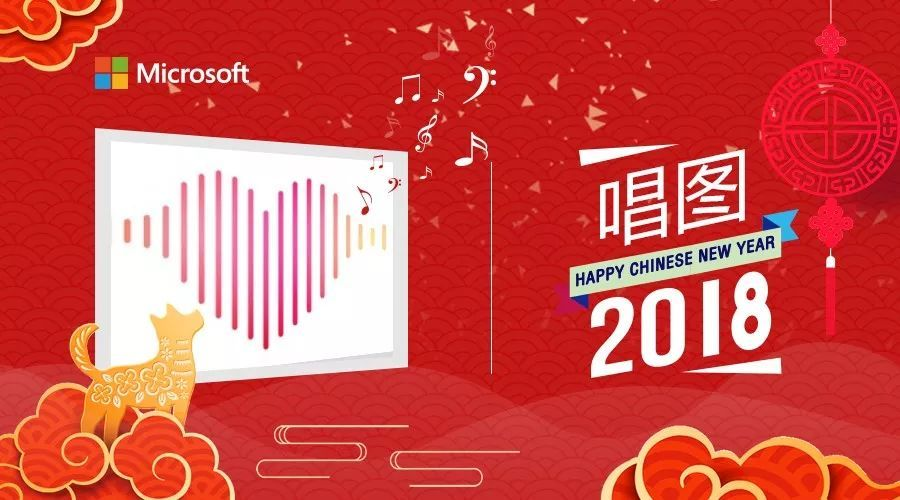 Microsoft
唱图
HAPPY CHINESE NEW YEAR
2018